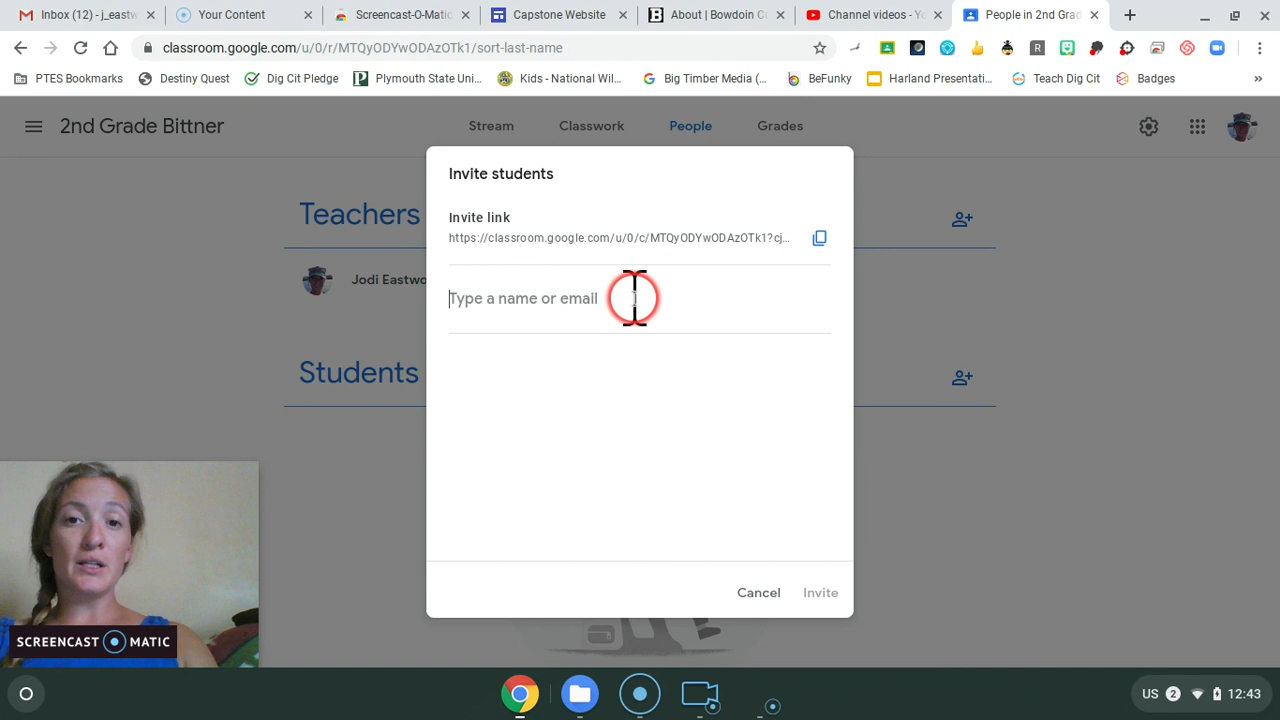 Inbox (12) - j_eastw
Your Content
Screencast-O-Matic
Capstone Website
About | Bowdoin Co
Channel videos - Yo
People in 2nd Grad
classroom.google.com/u/0/r/MTQyODYwODAzOTk1/sort-last-name
PTES Bookmarks
Destiny Quest
Dig Cit Pledge
Plymouth State Uni...
Kids - National Wil...
Big Timber Media (...
BeFunky
Harland Presentati...
Teach Dig Cit
Badges
»
2nd Grade Bittner
Stream
Classwork
People
Grades
Invite students
Teachers
Invite link
https://classroom.google.com/u/0/c/MTQyODYwODAzOTk1?cj...
Jodi Eastwo
Type a name or email
Students
Cancel
Invite
SCREENCAST MATIC
US 2 12:43